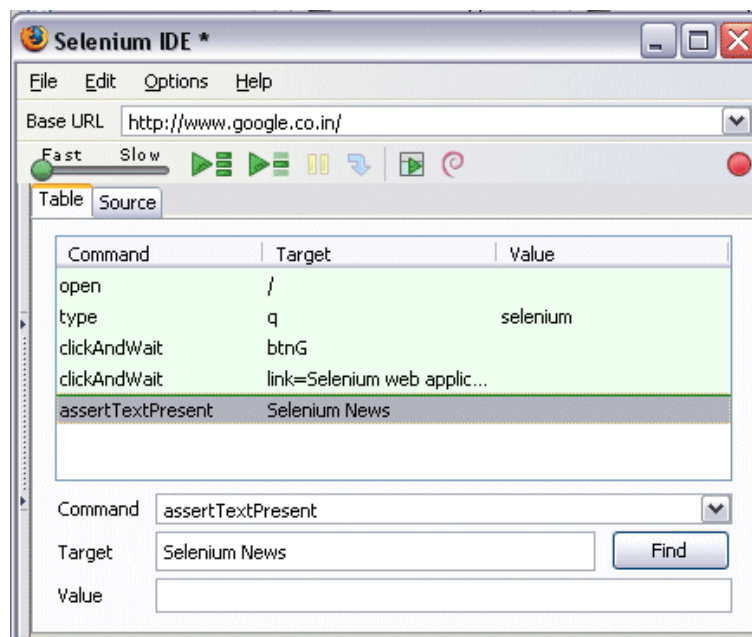 Selenium IDE *
File Edit Options Help
Base URL http://www.google.co.in/
Fast Slow
Table Source
Command Target Value
open /
type q selenium
clickAndWait btnG
clickAndWait link=Selenium web applic...
assertTextPresent Selenium News
Command assertTextPresent
Target Selenium News Find
Value